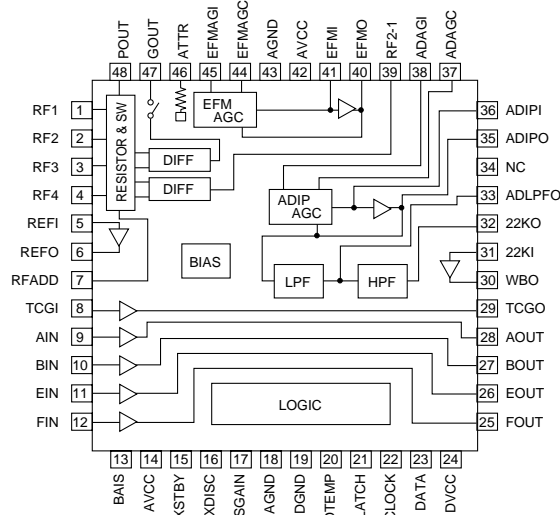 POUT
GOUT
ATTR
EFMAGI
EFMAGC
AGND
AVCC
EFMI
EFMO
RF2-1
ADAGI
ADAGC
48
47
46
45
44
43
42
41
40
39
38
37
RF1
1
RF2
2
RF3
3
RF4
4
REFI
5
REFO
6
RFADD
7
TCGI
8
AIN
9
BIN
10
EIN
11
FIN
12
RESISTOR & SW
EFM
AGC
DIFF
DIFF
ADIP
AGC
BIAS
LPF
HPF
LOGIC
36
ADIPI
35
ADIPO
34
NC
33
ADLPFO
32
22KO
31
22KI
30
WBO
29
TCGO
28
AOUT
27
BOUT
26
EOUT
25
FOUT
13
14
15
16
17
18
19
20
21
22
23
24
BAIS
AVCC
XSTBY
XDISC
SGAIN
AGND
DGND
OTEMP
LATCH
CLOCK
DATA
DVCC